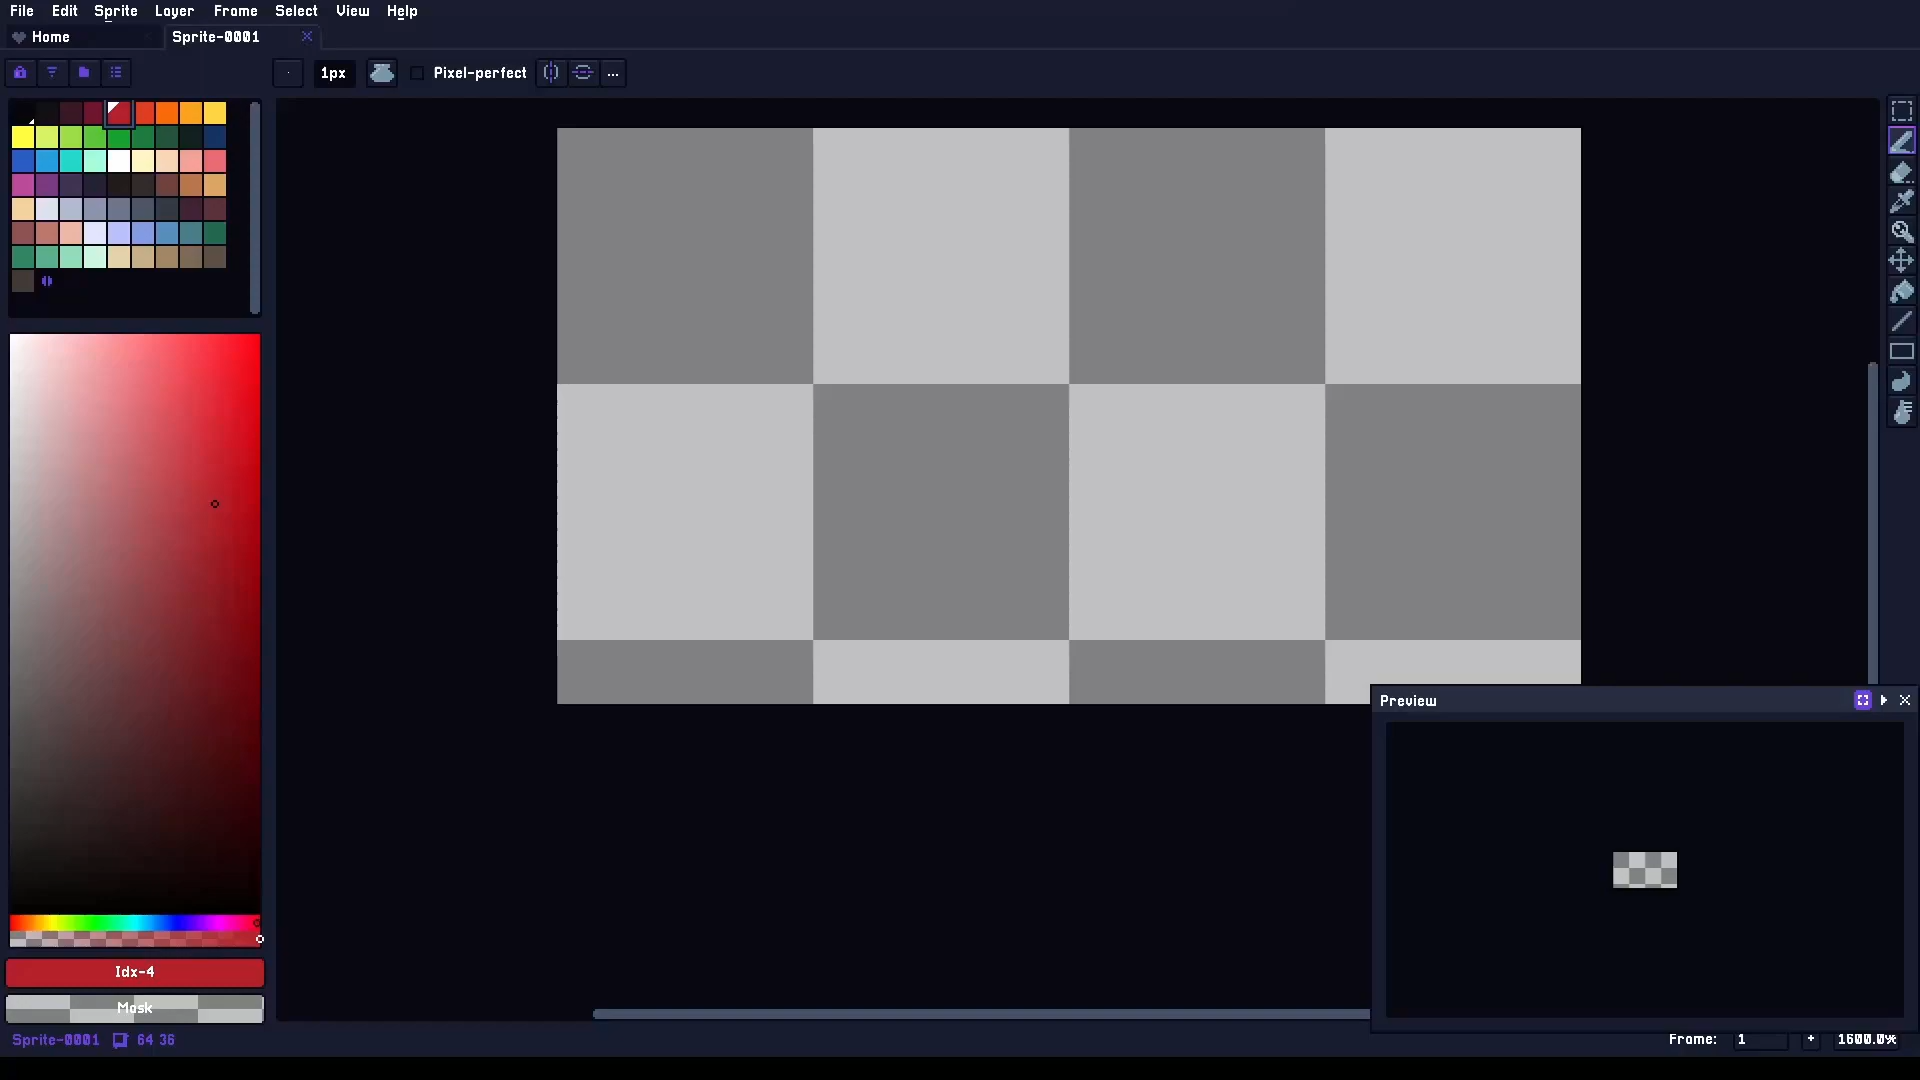 File Edit Sprite Layer Frame Select View Help
Home Sprite-0001
1px Pixel-perfect ...
Preview
Idx-4
Mask
Sprite-0001 64 36 Frame: 1 + 1600.0%